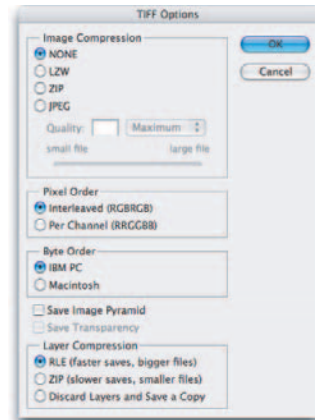 TIFF Options
Image Compression
NONE
LZW
ZIP
JPEG
Quality: Maximum
small file large file
OK
Cancel
Pixel Order
Interleaved (RGBRGB)
Per Channel (RRGGBB)
Byte Order
IBM PC
Macintosh
Save Image Pyramid
Save Transparency
Layer Compression
RLE (faster saves, bigger files)
ZIP (slower saves, smaller files)
Discard Layers and Save a Copy